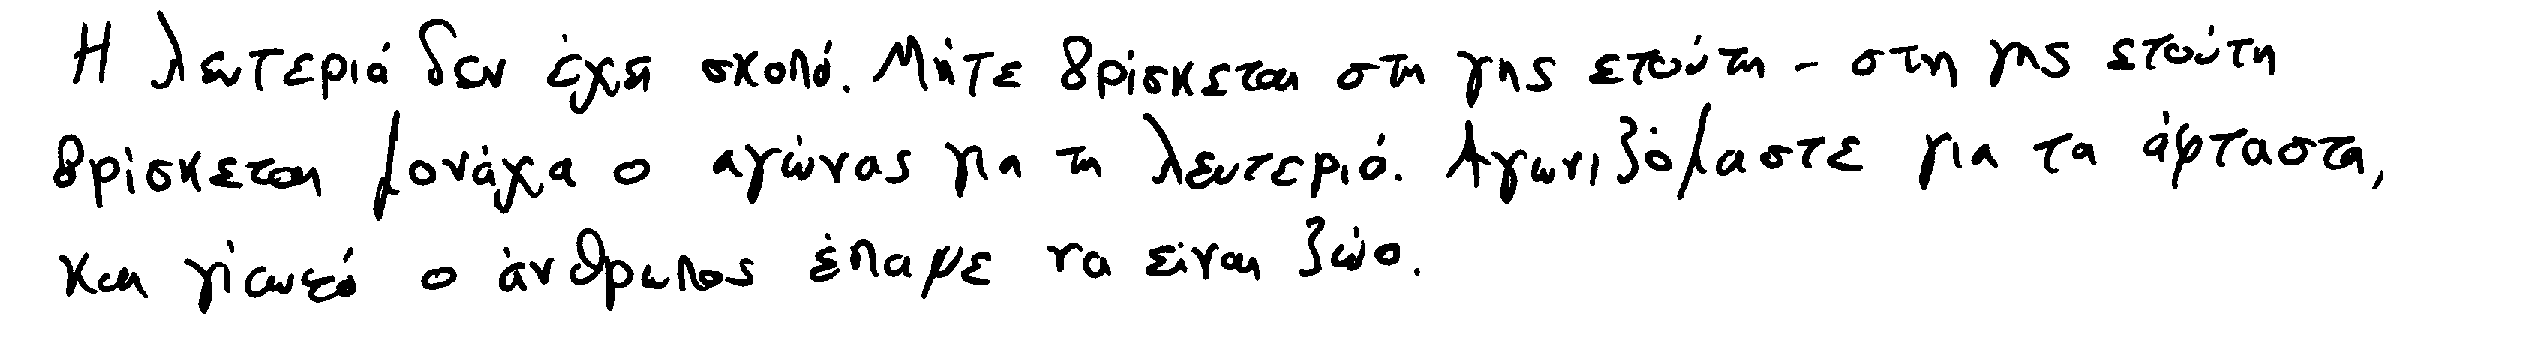 Η λευτεριά δεν έχει σκοπό. Μήτε βρίσκεται στη γης ετούτη - στη γης ετούτη
βρίσκεται μονάχα ο αγώνας για τη λευτεριά. Αγωνιζόμαστε για τα άφταστα,
και γι'αυτό ο άνθρωπος έπαψε να είναι ζώο.